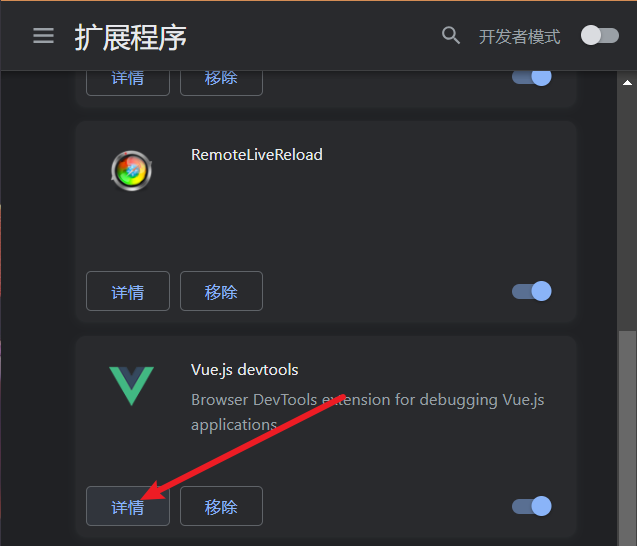 扩展程序
开发者模式
详情 移除
RemoteLiveReload
详情 移除
Vue.js devtools
Browser DevTools extension for debugging Vue.js
applications.
详情 移除